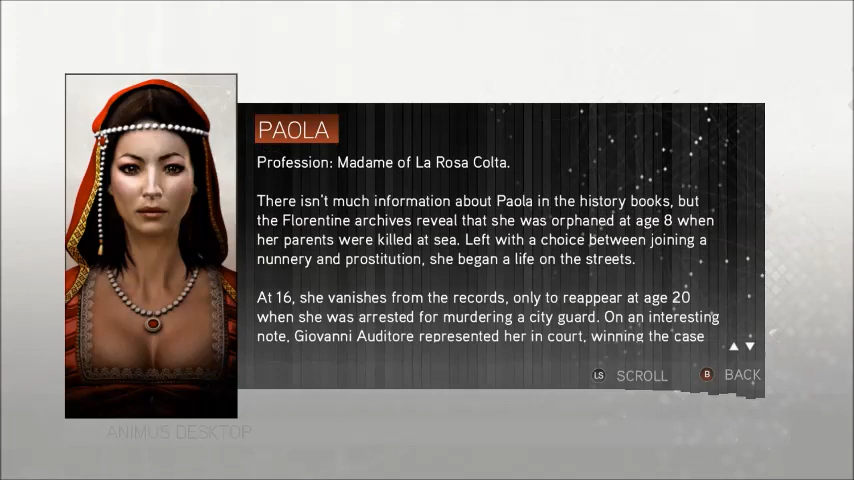 PAOLA
Profession: Madame of La Rosa Colta.
There isn't much information about Paola in the history books, but
the Florentine archives reveal that she was orphaned at age 8 when
her parents were killed at sea. Left with a choice between joining a
nunnery and prostitution, she began a life on the streets.
At 16, she vanishes from the records, only to reappear at age 20
when she was arrested for murdering a city guard. On an interesting
note, Giovanni Auditore represented her in court, winning the case
LS SCROLL B BACK
ANIMUS DESKTOP